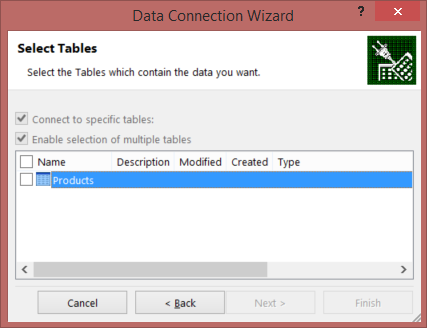 Data Connection Wizard
?
Select Tables
Select the Tables which contain the data you want.
Connect to specific tables:
Enable selection of multiple tables
Name Description Modified Created Type
Products
Cancel < Back Next > Finish